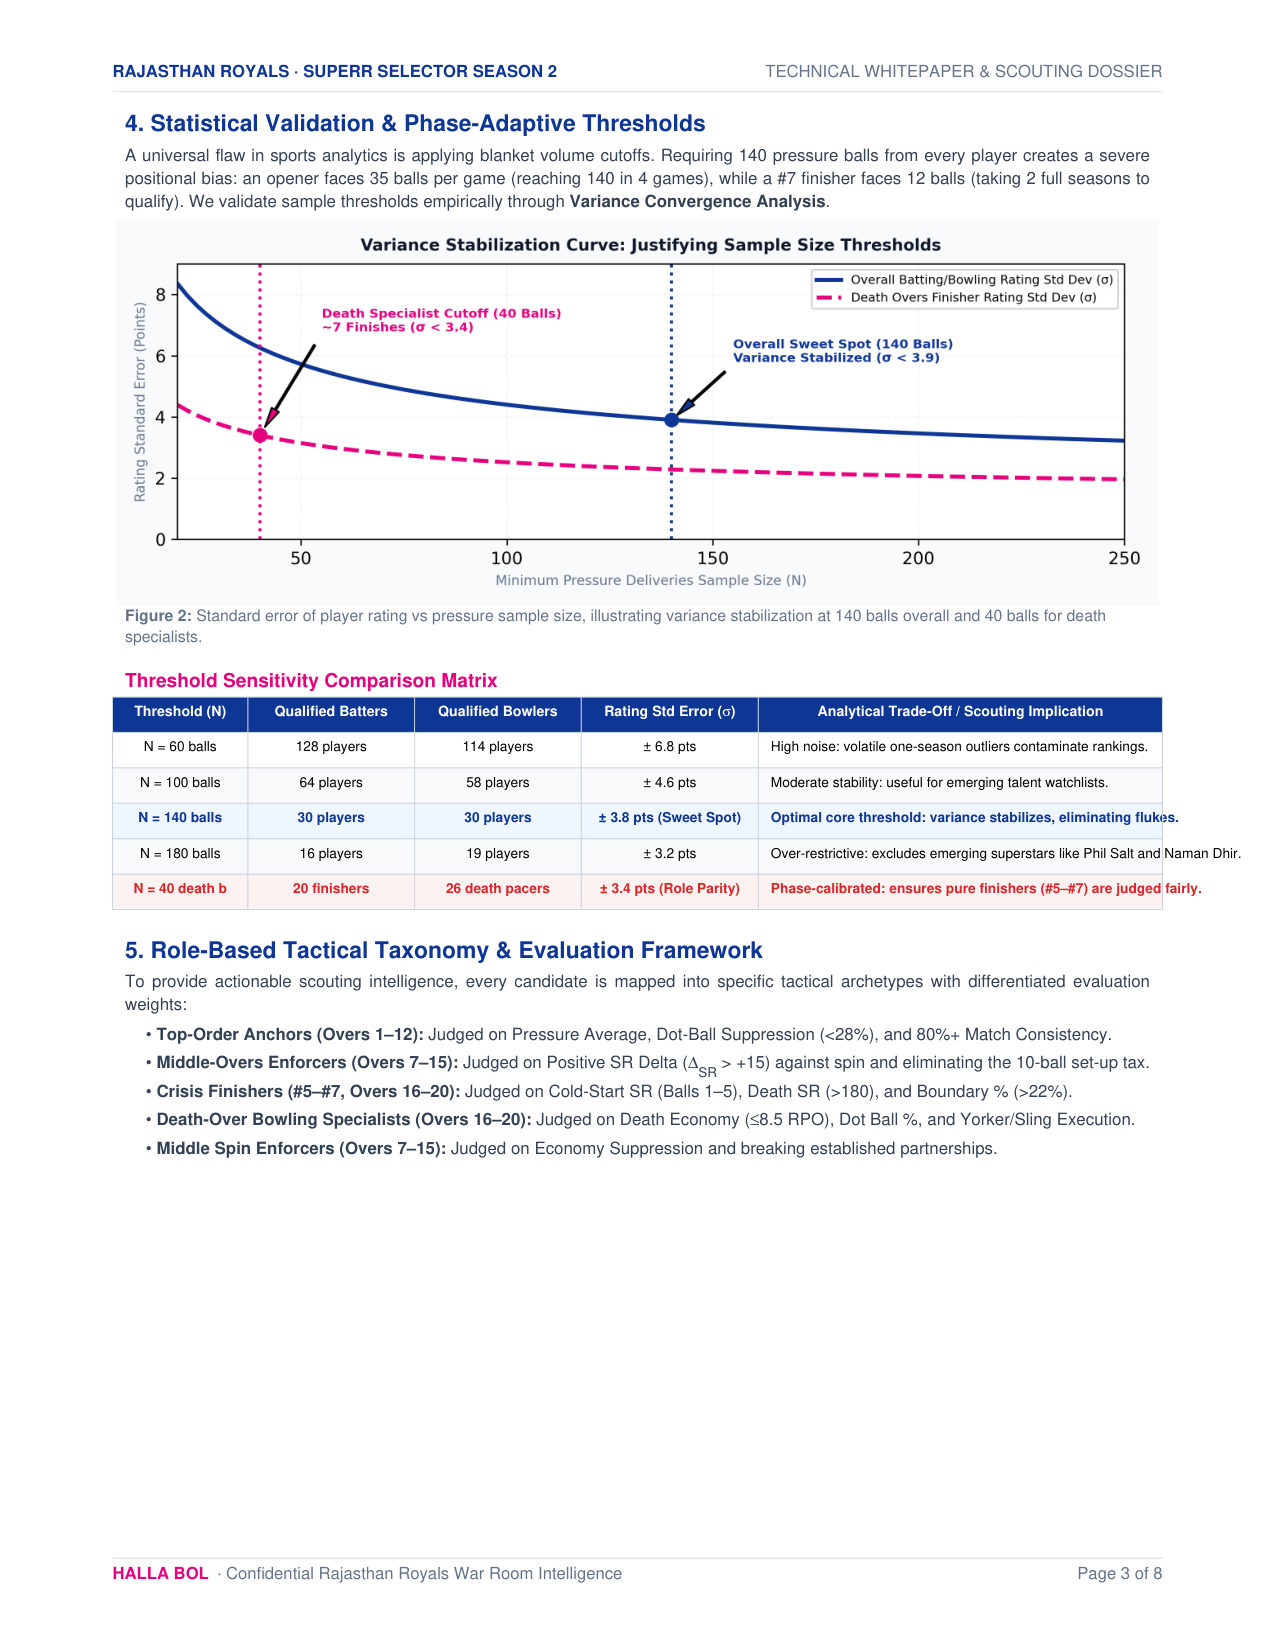 RAJASTHAN ROYALS · SUPERR SELECTOR SEASON 2 TECHNICAL WHITEPAPER & SCOUTING DOSSIER
4. Statistical Validation & Phase-Adaptive Thresholds
A universal flaw in sports analytics is applying blanket volume cutoffs. Requiring 140 pressure balls from every player creates a severe
positional bias: an opener faces 35 balls per game (reaching 140 in 4 games), while a #7 finisher faces 12 balls (taking 2 full seasons to
qualify). We validate sample thresholds empirically through Variance Convergence Analysis.
Variance Stabilization Curve: Justifying Sample Size Thresholds
Overall Batting/Bowling Rating Std Dev (σ)
Death Overs Finisher Rating Std Dev (σ)
Death Specialist Cutoff (40 Balls)
~7 Finishes (σ < 3.4)
Overall Sweet Spot (140 Balls)
Variance Stabilized (σ < 3.9)
Rating Standard Error (Points)
8
6
4
2
0
50 100 150 200 250
Minimum Pressure Deliveries Sample Size (N)
Figure 2: Standard error of player rating vs pressure sample size, illustrating variance stabilization at 140 balls overall and 40 balls for death
specialists.
Threshold Sensitivity Comparison Matrix
Threshold (N) Qualified Batters Qualified Bowlers Rating Std Error (σ) Analytical Trade-Off / Scouting Implication
N = 60 balls 128 players 114 players ± 6.8 pts High noise: volatile one-season outliers contaminate rankings.
N = 100 balls 64 players 58 players ± 4.6 pts Moderate stability: useful for emerging talent watchlists.
N = 140 balls 30 players 30 players ± 3.8 pts (Sweet Spot) Optimal core threshold: variance stabilizes, eliminating flukes.
N = 180 balls 16 players 19 players ± 3.2 pts Over-restrictive: excludes emerging superstars like Phil Salt and Naman Dhir.
N = 40 death b 20 finishers 26 death pacers ± 3.4 pts (Role Parity) Phase-calibrated: ensures pure finishers (#5–#7) are judged fairly.
5. Role-Based Tactical Taxonomy & Evaluation Framework
To provide actionable scouting intelligence, every candidate is mapped into specific tactical archetypes with differentiated evaluation
weights:
• Top-Order Anchors (Overs 1–12): Judged on Pressure Average, Dot-Ball Suppression (<28%), and 80%+ Match Consistency.
• Middle-Overs Enforcers (Overs 7–15): Judged on Positive SR Delta (Δ_SR > +15) against spin and eliminating the 10-ball set-up tax.
• Crisis Finishers (#5–#7, Overs 16–20): Judged on Cold-Start SR (Balls 1–5), Death SR (>180), and Boundary % (>22%).
• Death-Over Bowling Specialists (Overs 16–20): Judged on Death Economy (≤8.5 RPO), Dot Ball %, and Yorker/Sling Execution.
• Middle Spin Enforcers (Overs 7–15): Judged on Economy Suppression and breaking established partnerships.
HALLA BOL · Confidential Rajasthan Royals War Room Intelligence Page 3 of 8